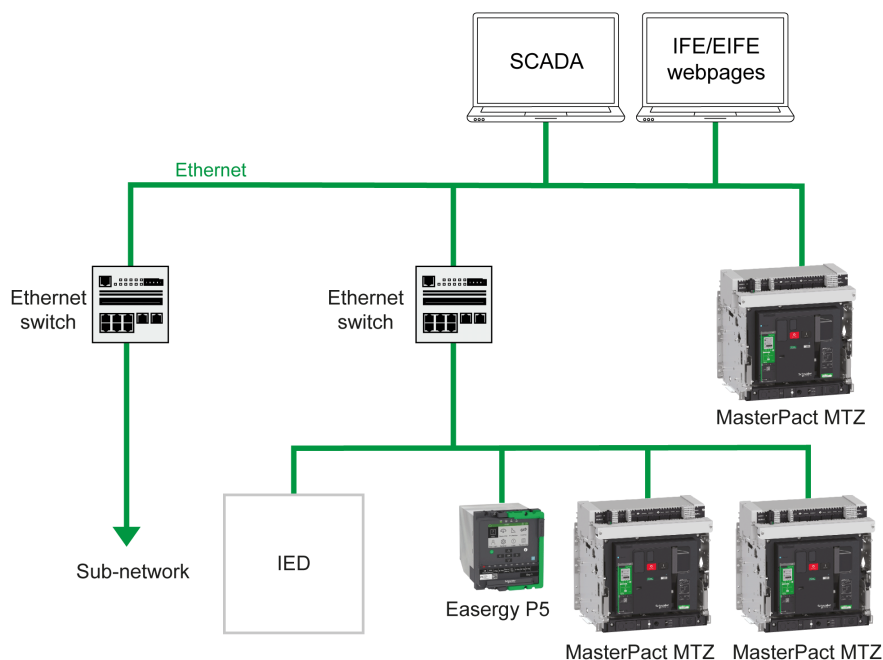 SCADA
IFE/EIFE
webpages
Ethernet
Ethernet
switch
Ethernet
switch
MasterPact MTZ
Sub-network
IED
Easergy P5
MasterPact MTZ
MasterPact MTZ